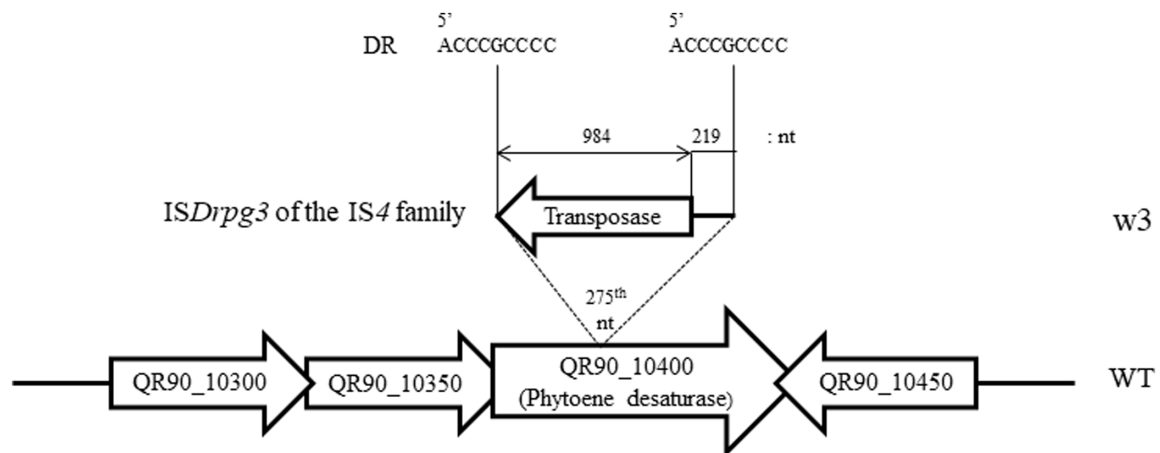 5’ 5’
DR ACCCGCCCC ACCCGCCCC
984 219 : nt
ISDrpg3 of the IS4 family Transposase w3
275th
nt
QR90_10300 QR90_10350 QR90_10400 QR90_10450 WT
(Phytoene desaturase)